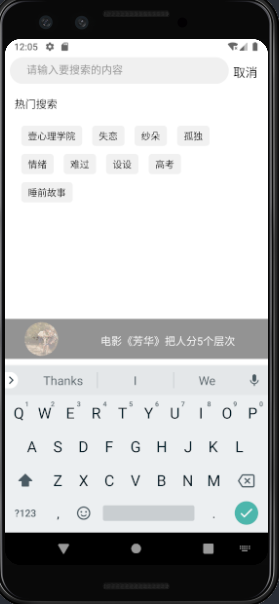 12:05
请输入要搜索的内容 取消
热门搜索
壹心理学院 失恋 纱朵 孤独
情绪 难过 设设 高考
睡前故事
电影《芳华》把人分5个层次
Thanks I We
1 2 3 4 5 6 7 8 9 0
Q W E R T Y U I O P
A S D F G H J K L
Z X C V B N M
?123 , .